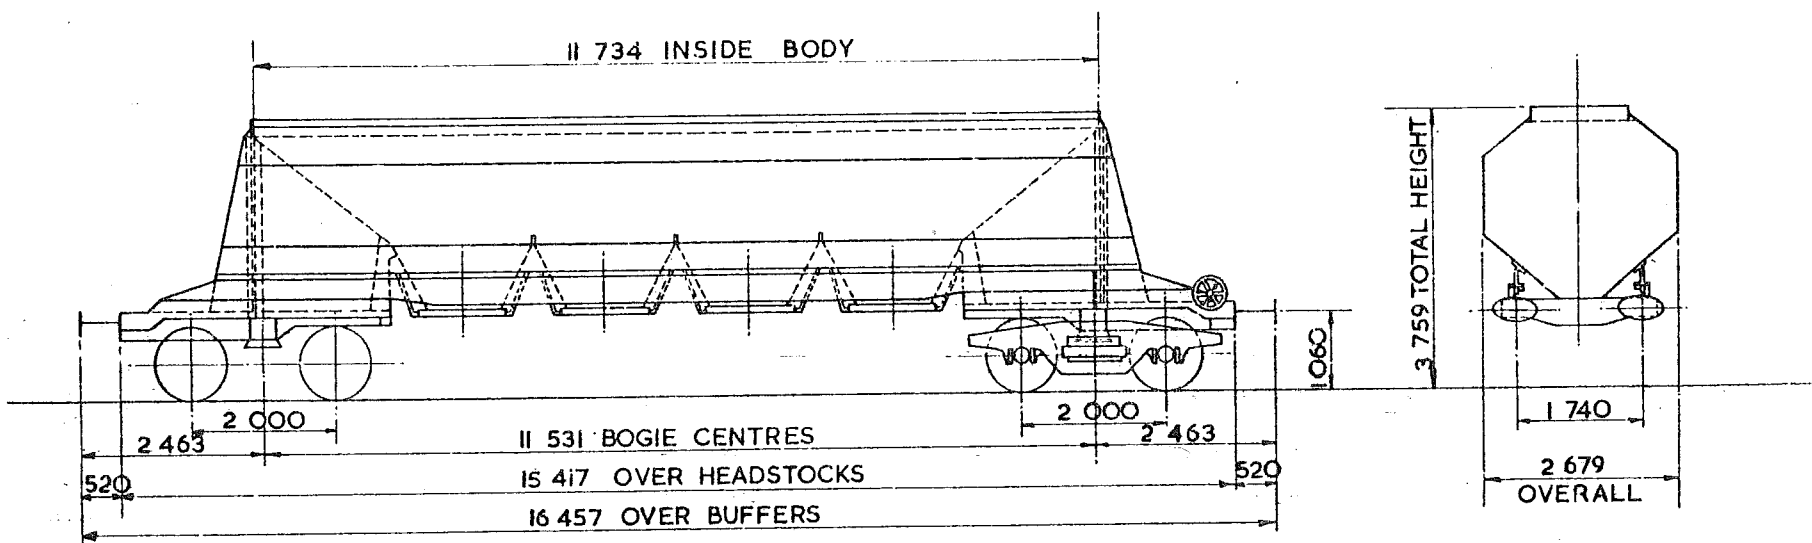 11 734 INSIDE BODY
3 759 TOTAL HEIGHT
1060
2 000
2 000
1 740
2 463
11 531 BOGIE CENTRES
2 463
520
15 417 OVER HEADSTOCKS
520
2 679
OVERALL
16 457 OVER BUFFERS